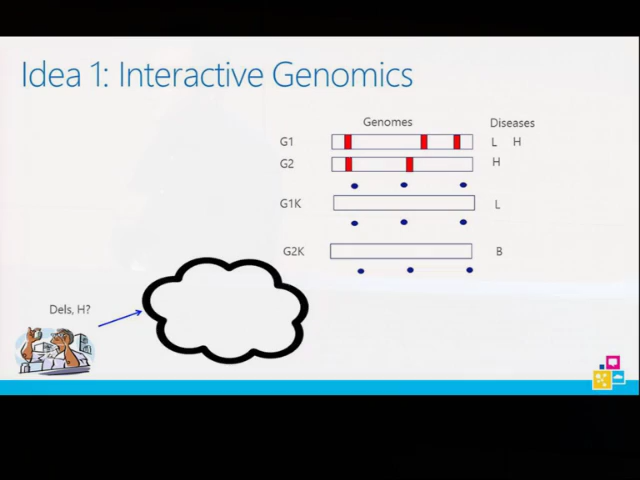 Idea 1: Interactive Genomics
Genomes Diseases
G1 L H
G2 H
G1K L
G2K B
Dels, H?